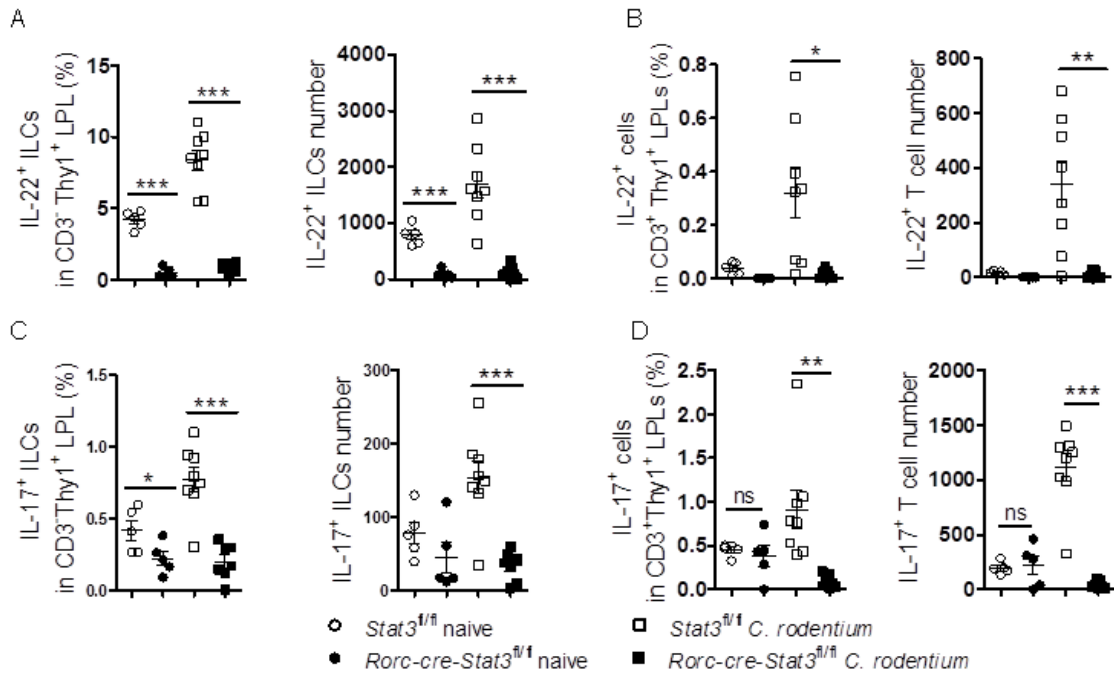 A
IL-22⁺ ILCs
in CD3⁻ Thy1⁺ LPL (%)
15
10
5
0
***
***
IL-22⁺ ILCs number
4000
3000
2000
1000
0
***
***
B
IL-22⁺ cells
in CD3⁺ Thy1⁺ LPLs (%)
0.8
0.6
0.4
0.2
0.0
*
IL-22⁺ T cell number
800
600
400
200
0
**
C
IL-17⁺ ILCs
in CD3⁻Thy1⁺ LPL (%)
1.5
1.0
0.5
0.0
*
***
IL-17⁺ ILCs number
300
200
100
0
***
D
IL-17⁺ cells
in CD3⁺Thy1⁺ LPLs (%)
2.5
2.0
1.5
1.0
0.5
0.0
ns
**
IL-17⁺ T cell number
2000
1500
1000
500
0
ns
***
Stat3fl/fl naive
Rorc-cre-Stat3fl/fl naive
Stat3fl/fl C. rodentium
Rorc-cre-Stat3fl/fl C. rodentium